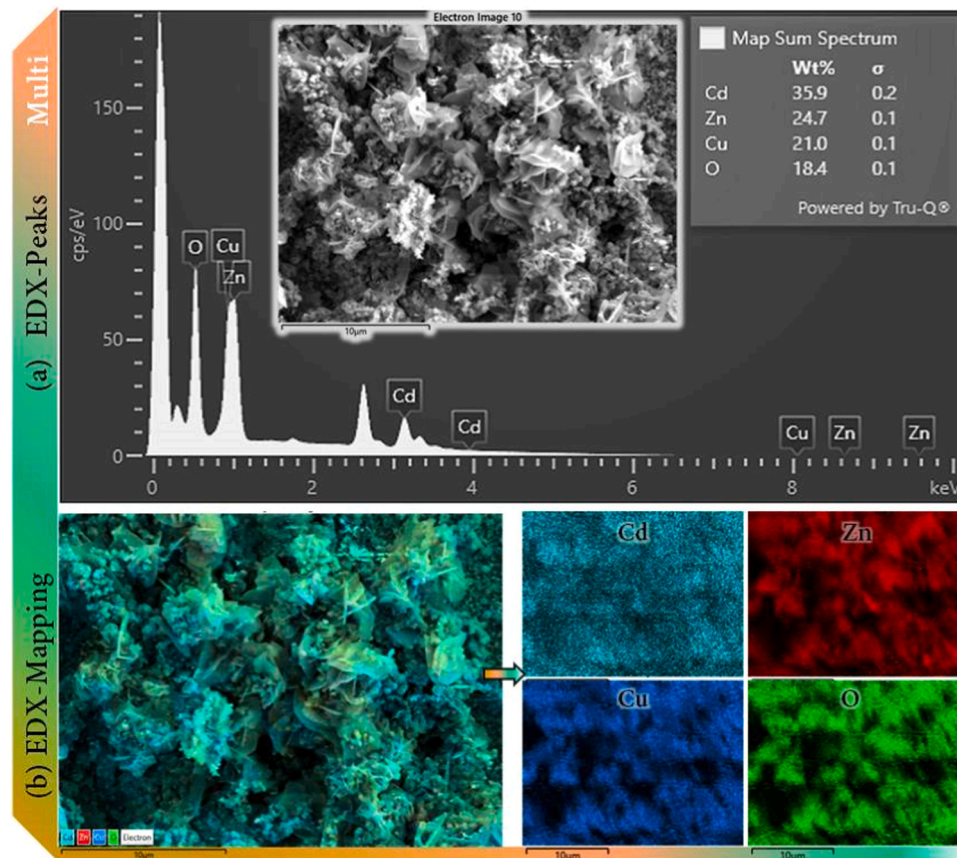 Multi
(a) EDX-Peaks
(b) EDX-Mapping
Electron Image 10
10µm
Map Sum Spectrum
Wt% σ
Cd 35.9 0.2
Zn 24.7 0.1
Cu 21.0 0.1
O 18.4 0.1
Powered by Tru-Q®
cps/eV
150
100
50
0
O
Cu
Zn
Cd
Cd
Cu
Zn
Zn
0 2 4 6 8 keV
Cd
Zn
Cu
O
Zn
Electron
10µm
10µm
10µm